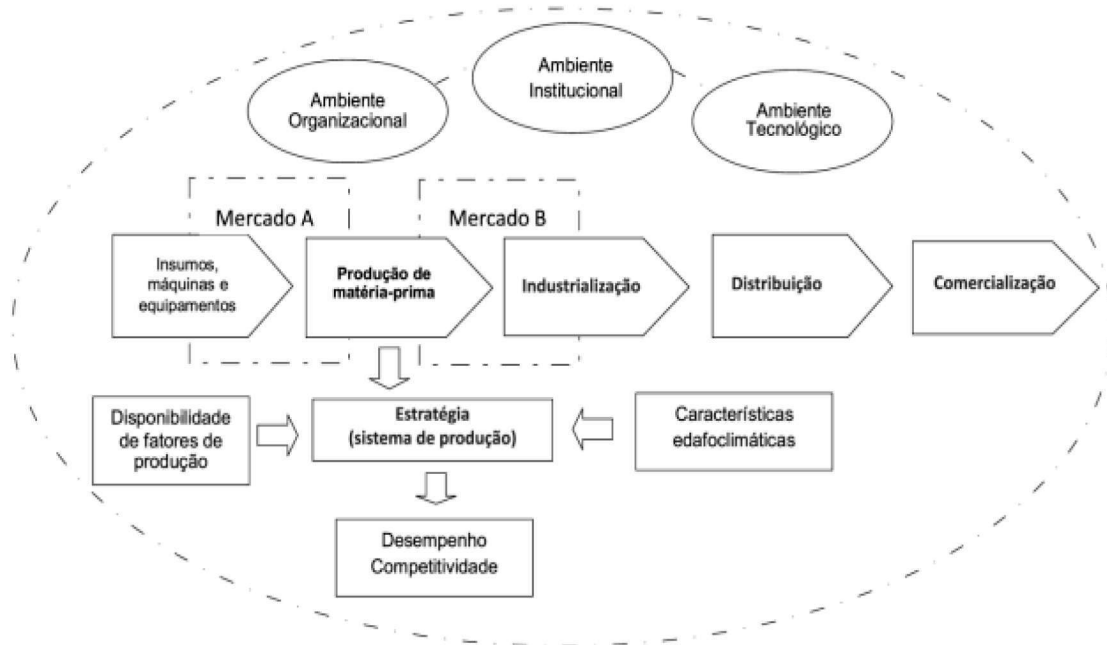 Ambiente
Institucional
Ambiente
Organizacional
Ambiente
Tecnológico
Mercado A
Mercado B
Insumos,
máquinas e
equipamentos
Produção de
matéria-prima
Industrialização
Distribuição
Comercialização
Disponibilidade
de fatores de
produção
Estratégia
(sistema de produção)
Características
edafoclimáticas
Desempenho
Competitividade